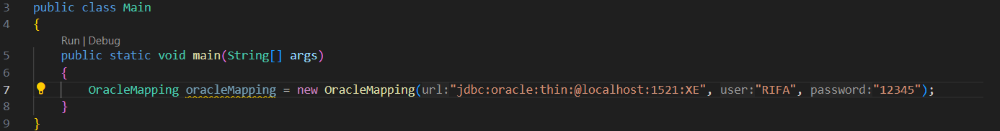 3 public class Main
4 {
Run | Debug
5 public static void main(String[] args)
6 {
7 OracleMapping oracleMapping = new OracleMapping(url:"jdbc:oracle:thin:@localhost:1521:XE", user:"RIFA", password:"12345");
8 }
9 }